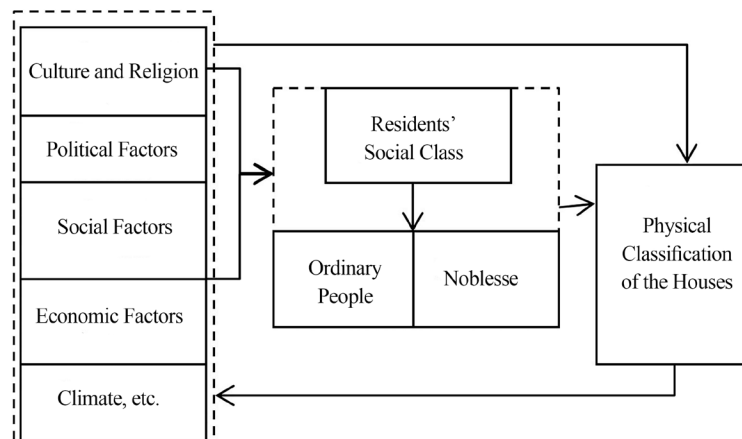 Culture and Religion
Political Factors
Social Factors
Economic Factors
Climate, etc.
Residents'
Social Class
Ordinary
People
Noblesse
Physical
Classification
of the Houses